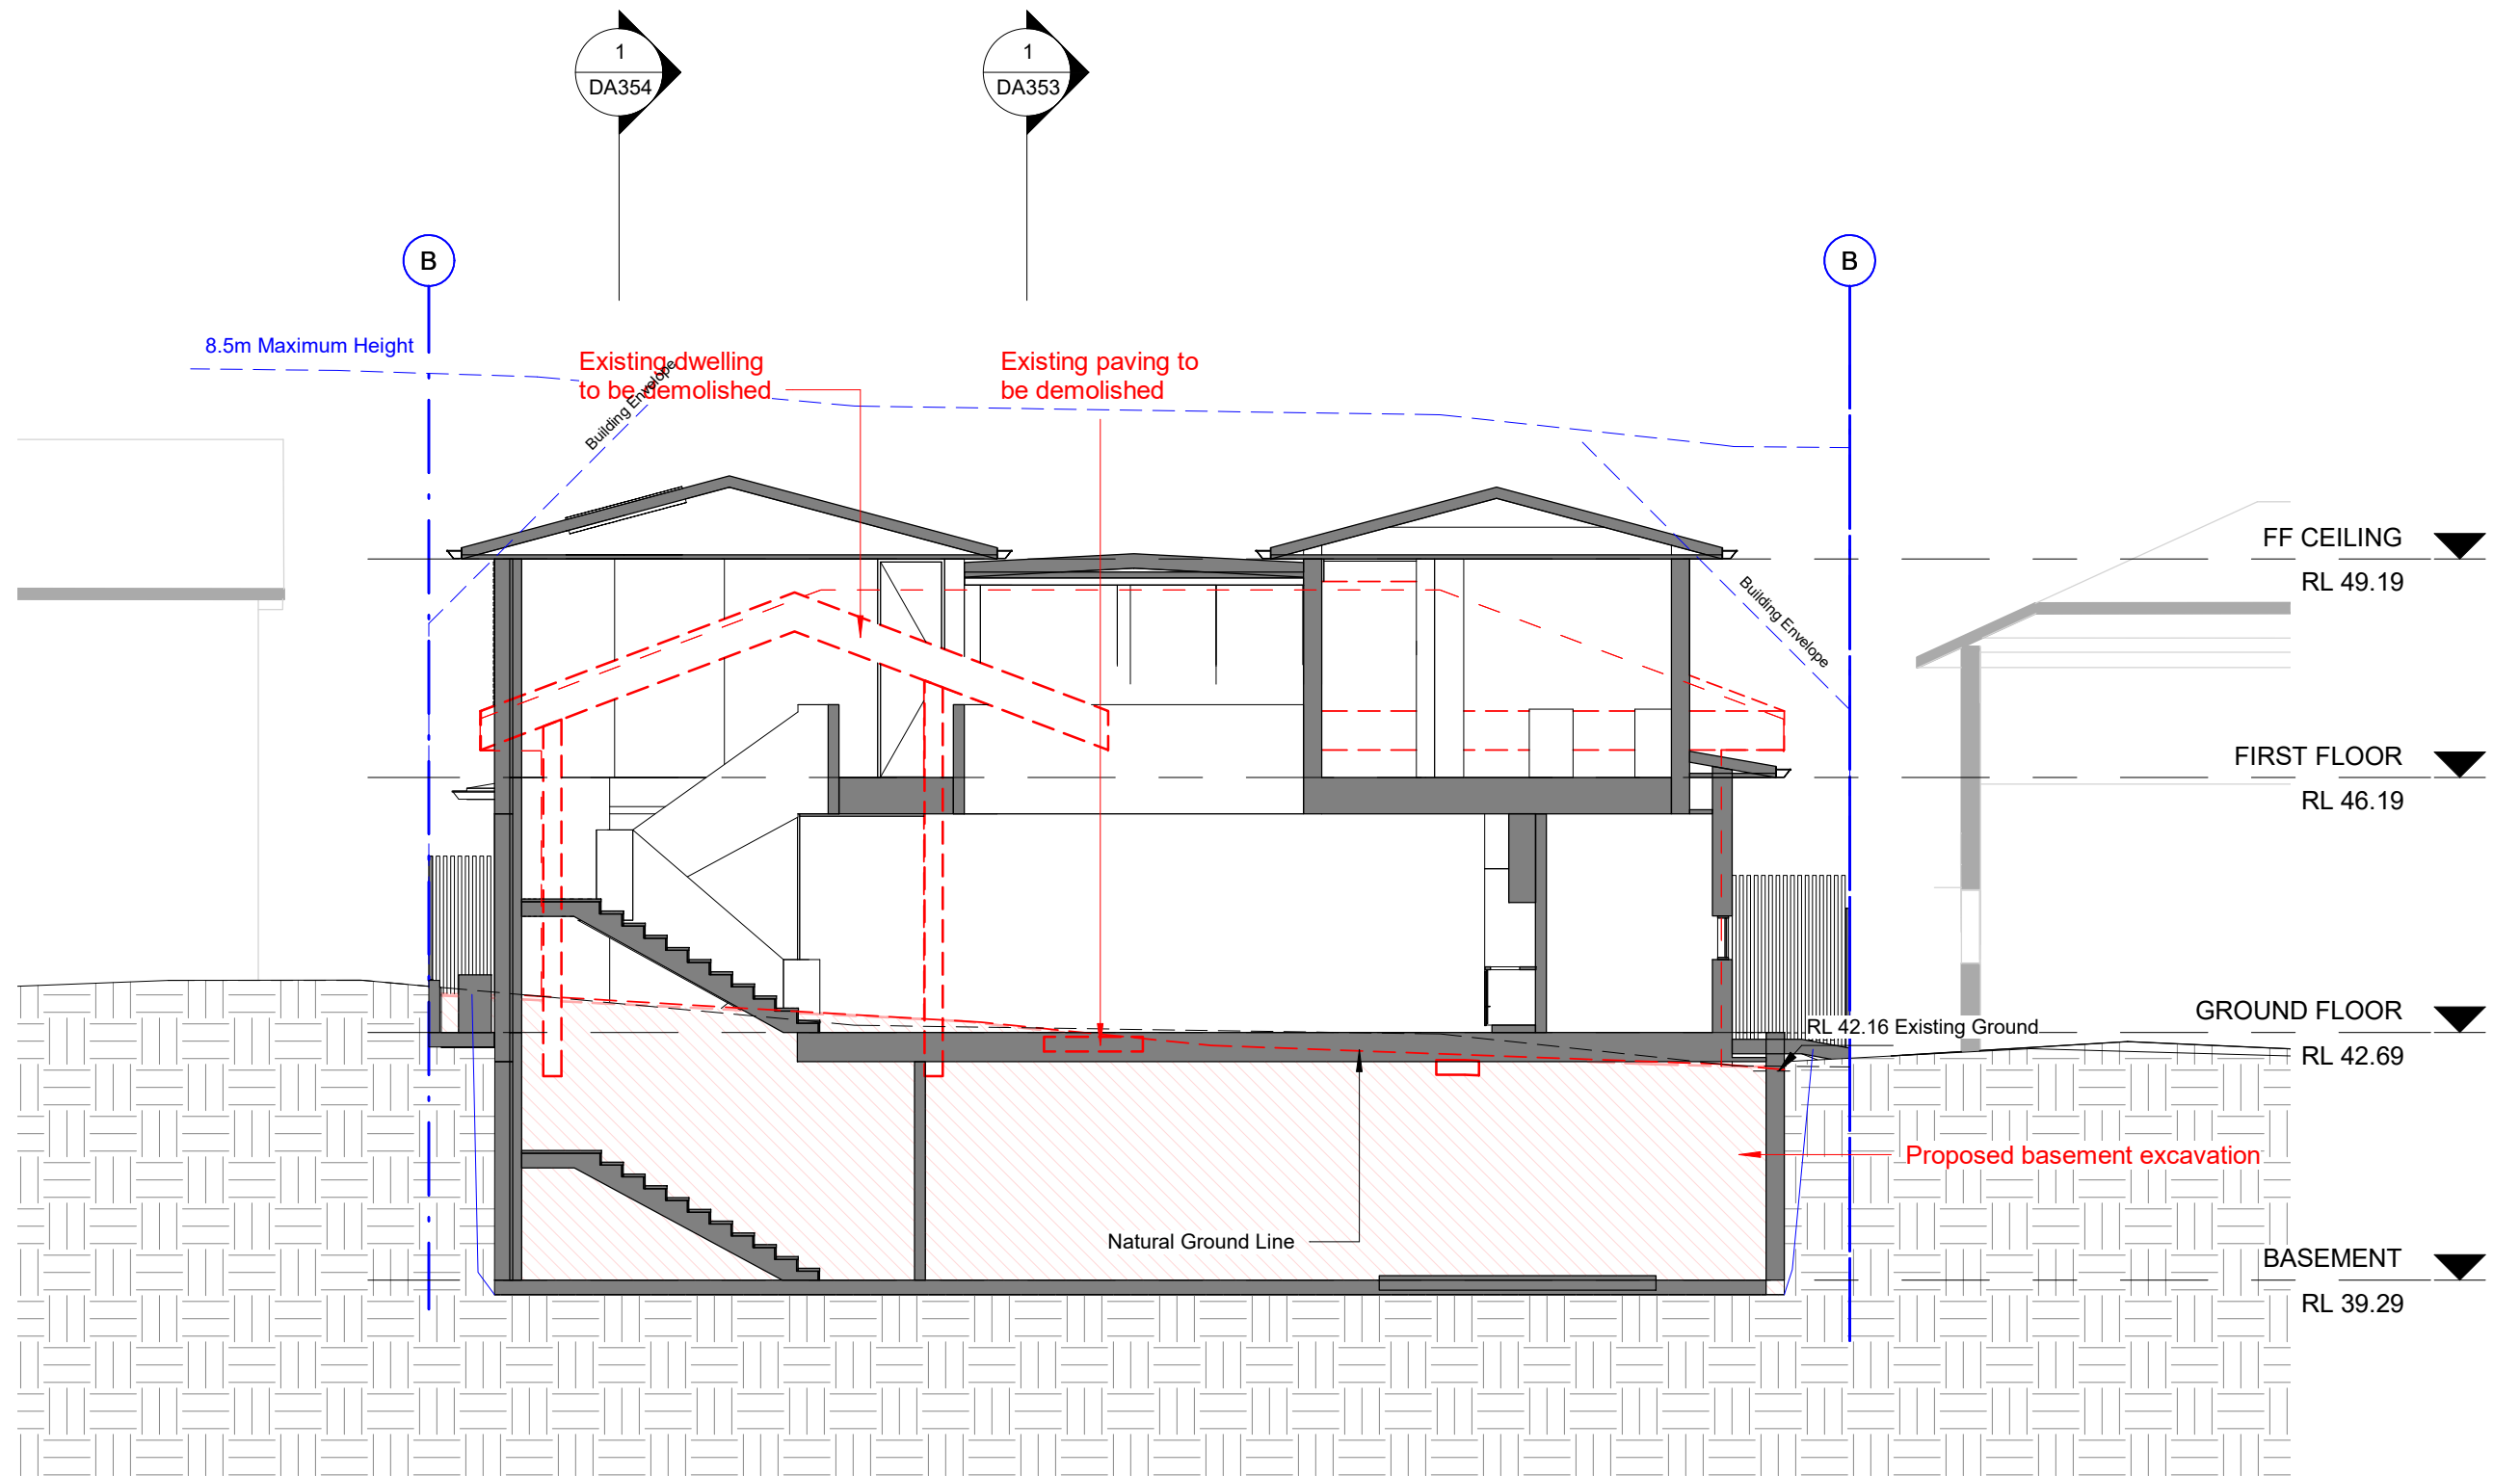 1
DA354
1
DA353
B
B
8.5m Maximum Height
Existing dwelling
to be demolished
Existing paving to
be demolished
Building Envelope
Building Envelope
FF CEILING
RL 49.19
FIRST FLOOR
RL 46.19
GROUND FLOOR
RL 42.16 Existing Ground
RL 42.69
Proposed basement excavation
Natural Ground Line
BASEMENT
RL 39.29